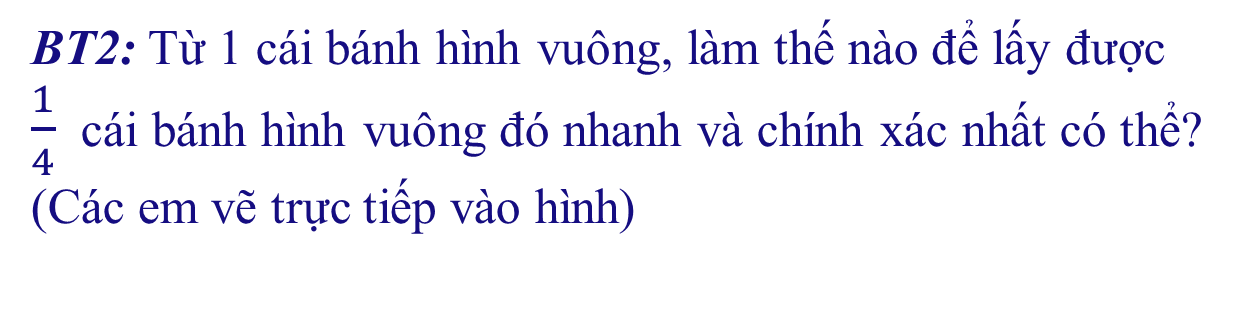 BT2: Từ 1 cái bánh hình vuông, làm thế nào để lấy được
1/4 cái bánh hình vuông đó nhanh và chính xác nhất có thể?
(Các em vẽ trực tiếp vào hình)